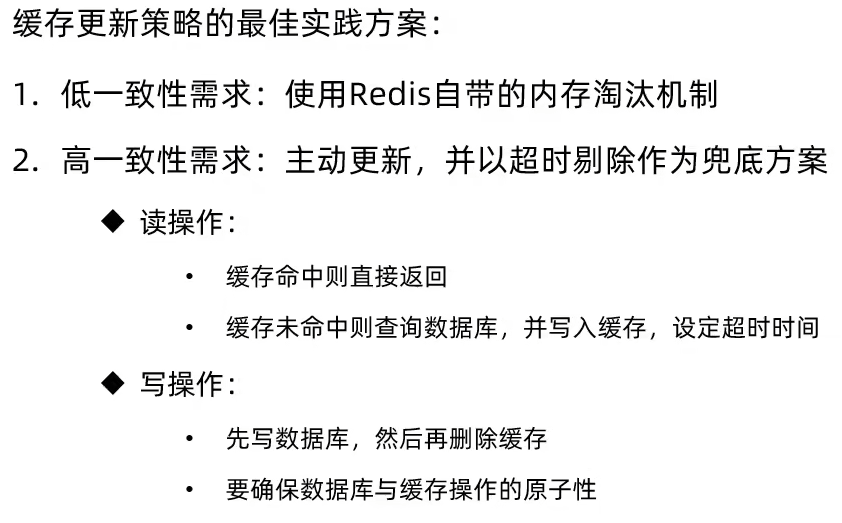 缓存更新策略的最佳实践方案：
1. 低一致性需求：使用Redis自带的内存淘汰机制
2. 高一致性需求：主动更新，并以超时剔除作为兜底方案
◆ 读操作：
• 缓存命中则直接返回
• 缓存未命中则查询数据库，并写入缓存，设定超时时间
◆ 写操作：
• 先写数据库，然后再删除缓存
• 要确保数据库与缓存操作的原子性